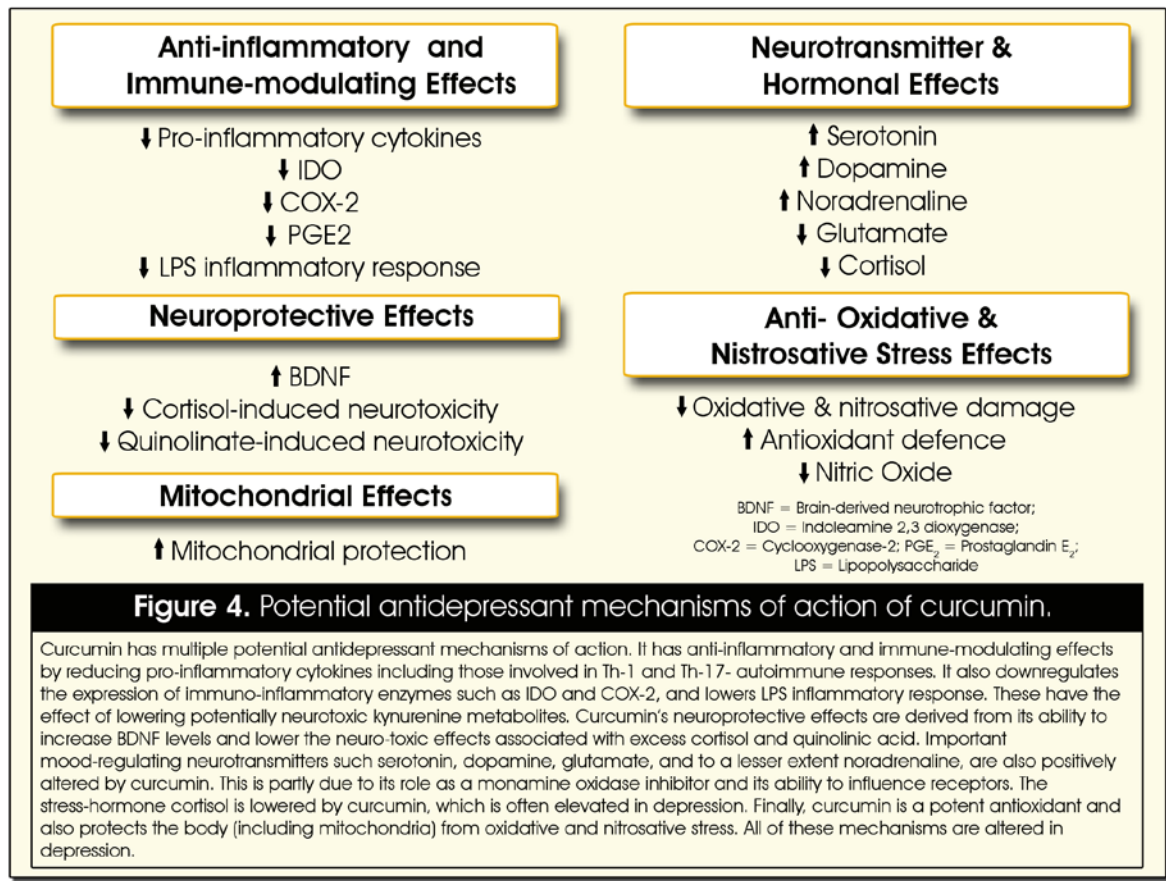 Anti-inflammatory and
Immune-modulating Effects
⬇ Pro-inflammatory cytokines
⬇ IDO
⬇ COX-2
⬇ PGE2
⬇ LPS inflammatory response
Neuroprotective Effects
⬆ BDNF
⬇ Cortisol-induced neurotoxicity
⬇ Quinolinate-induced neurotoxicity
Mitochondrial Effects
⬆ Mitochondrial protection
Neurotransmitter &
Hormonal Effects
⬆ Serotonin
⬆ Dopamine
⬆ Noradrenaline
⬇ Glutamate
⬇ Cortisol
Anti- Oxidative &
Nistrosative Stress Effects
⬇ Oxidative & nitrosative damage
⬆ Antioxidant defence
⬇ Nitric Oxide
BDNF = Brain-derived neurotrophic factor;
IDO = Indoleamine 2,3 dioxygenase;
COX-2 = Cyclooxygenase-2; PGE₂ = Prostaglandin E₂;
LPS = Lipopolysaccharide
Figure 4. Potential antidepressant mechanisms of action of curcumin.
Curcumin has multiple potential antidepressant mechanisms of action. It has anti-inflammatory and immune-modulating effects
by reducing pro-inflammatory cytokines including those involved in Th-1 and Th-17- autoimmune responses. It also downregulates
the expression of immuno-inflammatory enzymes such as IDO and COX-2, and lowers LPS inflammatory response. These have the
effect of lowering potentially neurotoxic kynurenine metabolites. Curcumin's neuroprotective effects are derived from its ability to
increase BDNF levels and lower the neuro-toxic effects associated with excess cortisol and quinolinic acid. Important
mood-regulating neurotransmitters such serotonin, dopamine, glutamate, and to a lesser extent noradrenaline, are also positively
altered by curcumin. This is partly due to its role as a monamine oxidase inhibitor and its ability to influence receptors. The
stress-hormone cortisol is lowered by curcumin, which is often elevated in depression. Finally, curcumin is a potent antioxidant and
also protects the body (including mitochondria) from oxidative and nitrosative stress. All of these mechanisms are altered in
depression.